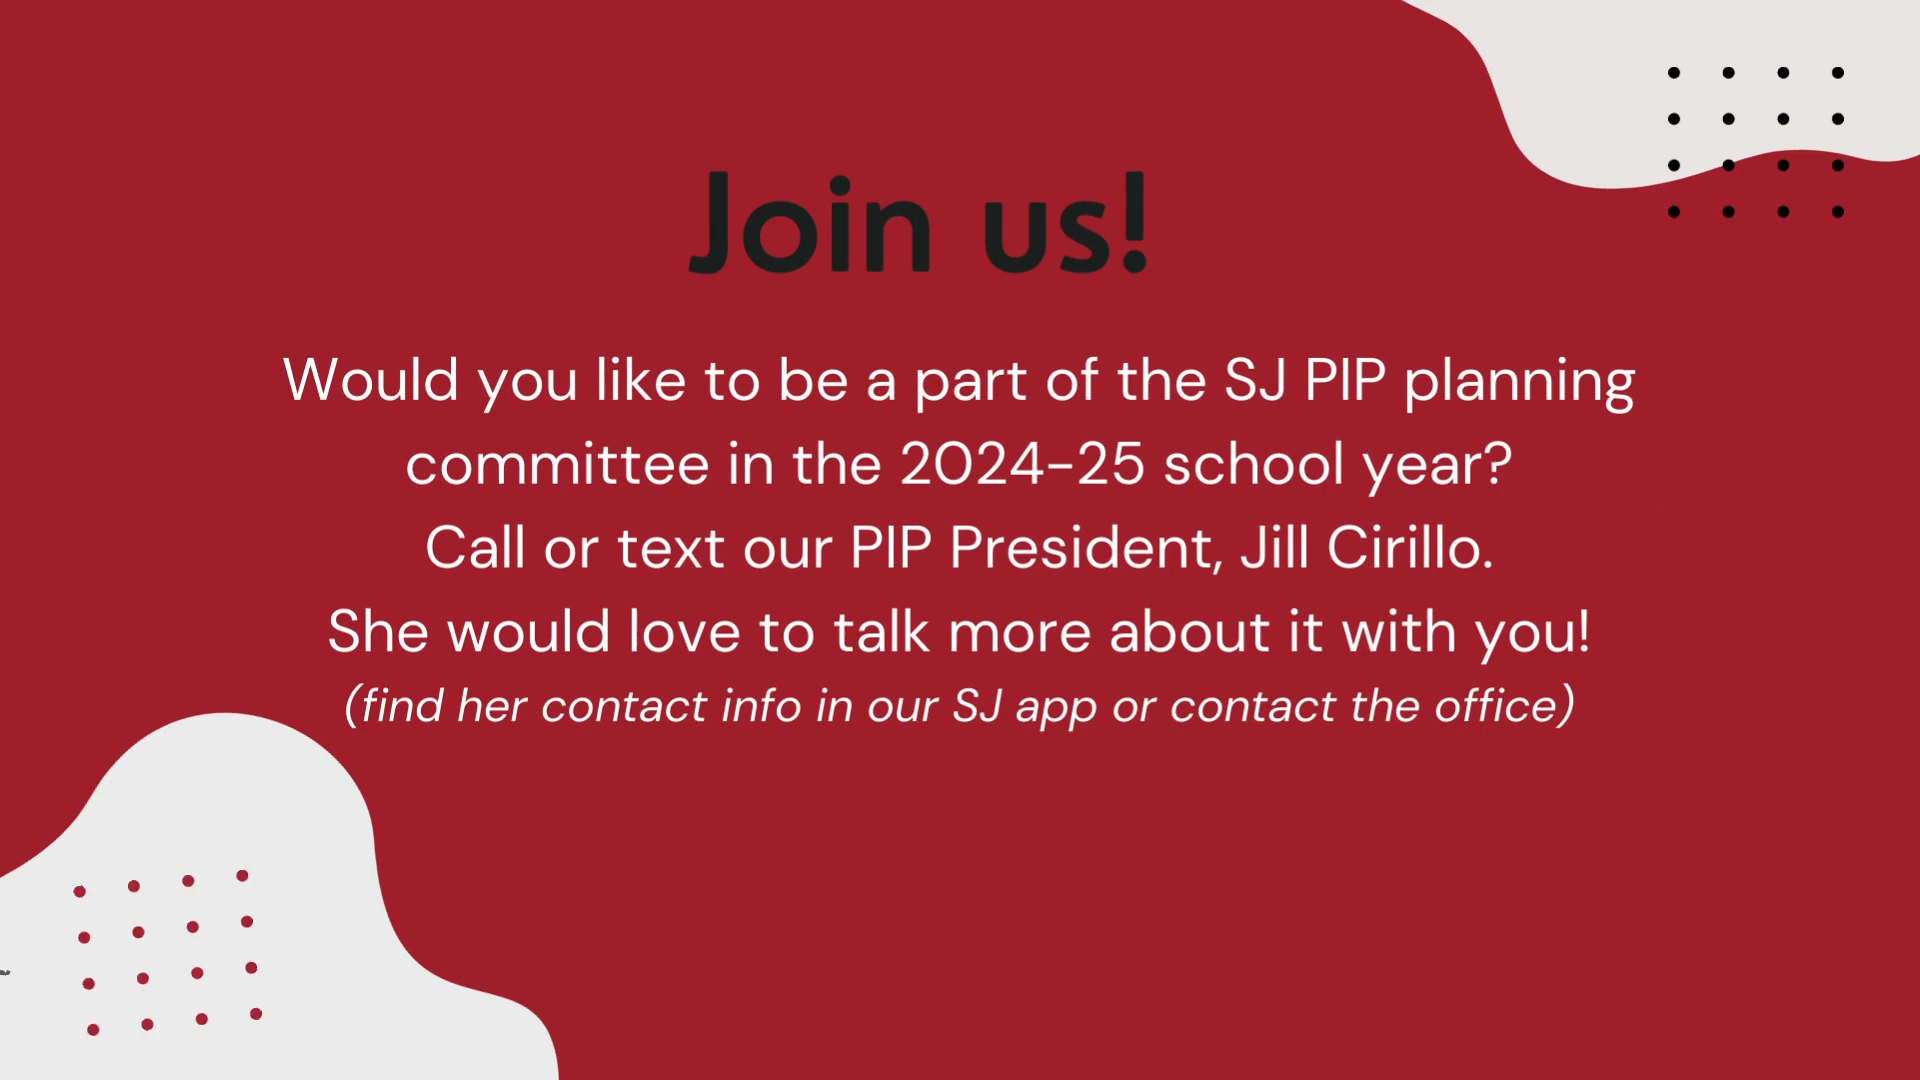 Join us!
Would you like to be a part of the SJ PIP planning
committee in the 2024-25 school year?
Call or text our PIP President, Jill Cirillo.
She would love to talk more about it with you!
(find her contact info in our SJ app or contact the office)